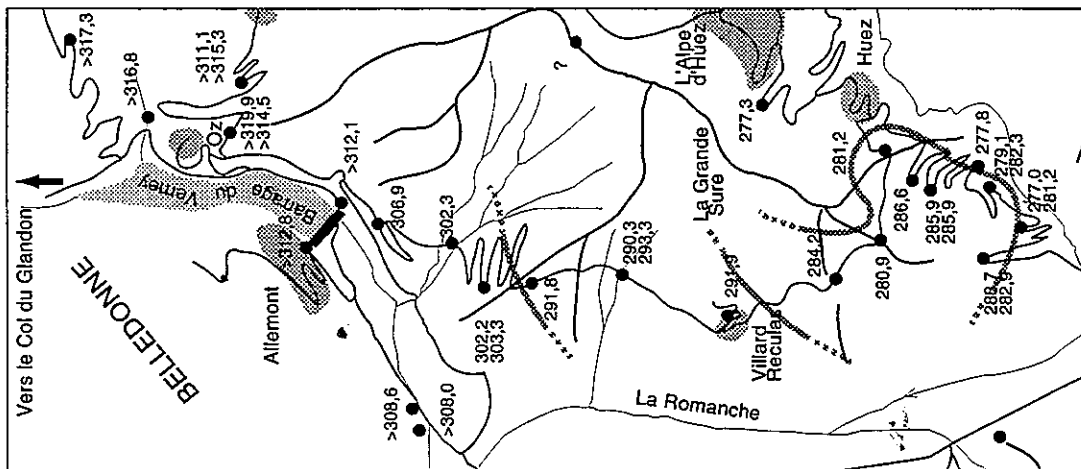 Vers le Col du Glandon
BELLEDONNE
>317,3
>316,8
>311,1
>315,3
Oz
>319,9
>314,5
Barrage du Verney
>312,1
312,8
Allemont
306,9
302,3
302,2
303,3
>308,6
>308,0
291,8
290,3
293,3
?
L'Alpe
d'Huez
Huez
277,3
La Grande
Sure
281,2
291,9
Villard
Reculas
284,2
280,9
286,6
285,9
285,9
277,8
279,1
282,3
277,0
281,2
288,7
282,9
La Romanche